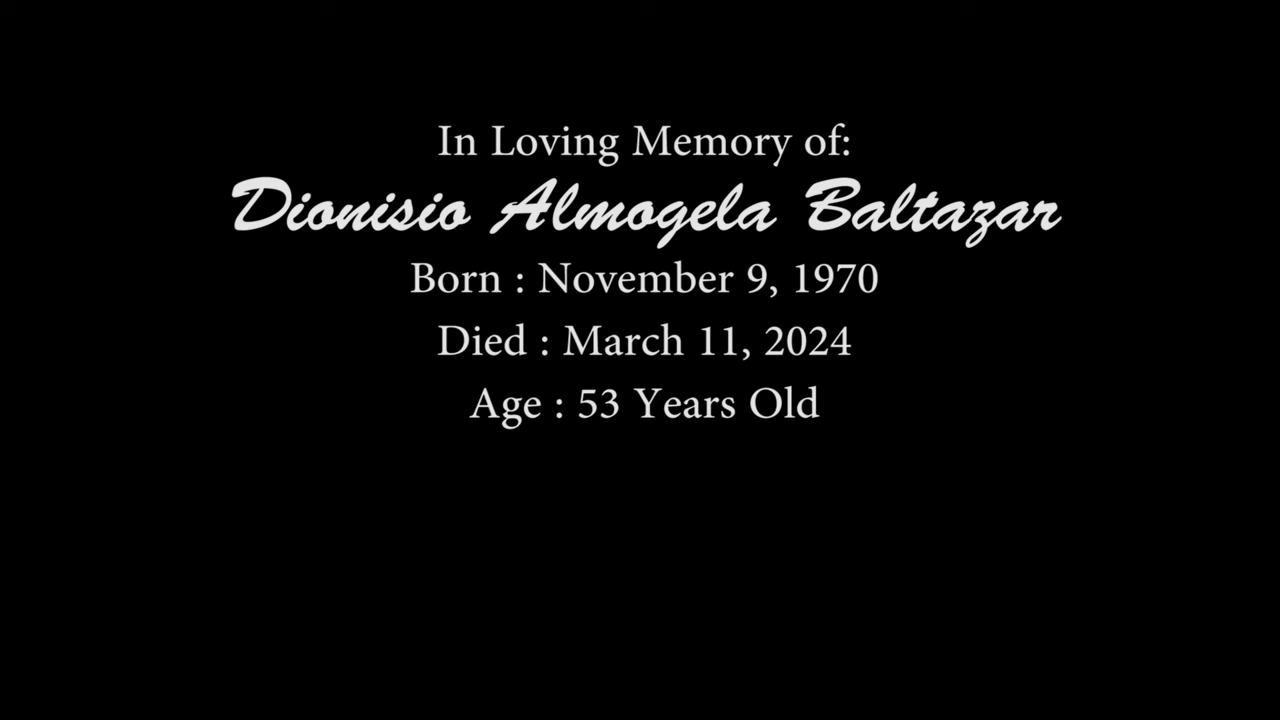 In Loving Memory of:
Dionisio Almogela Baltazar
Born : November 9, 1970
Died : March 11, 2024
Age : 53 Years Old